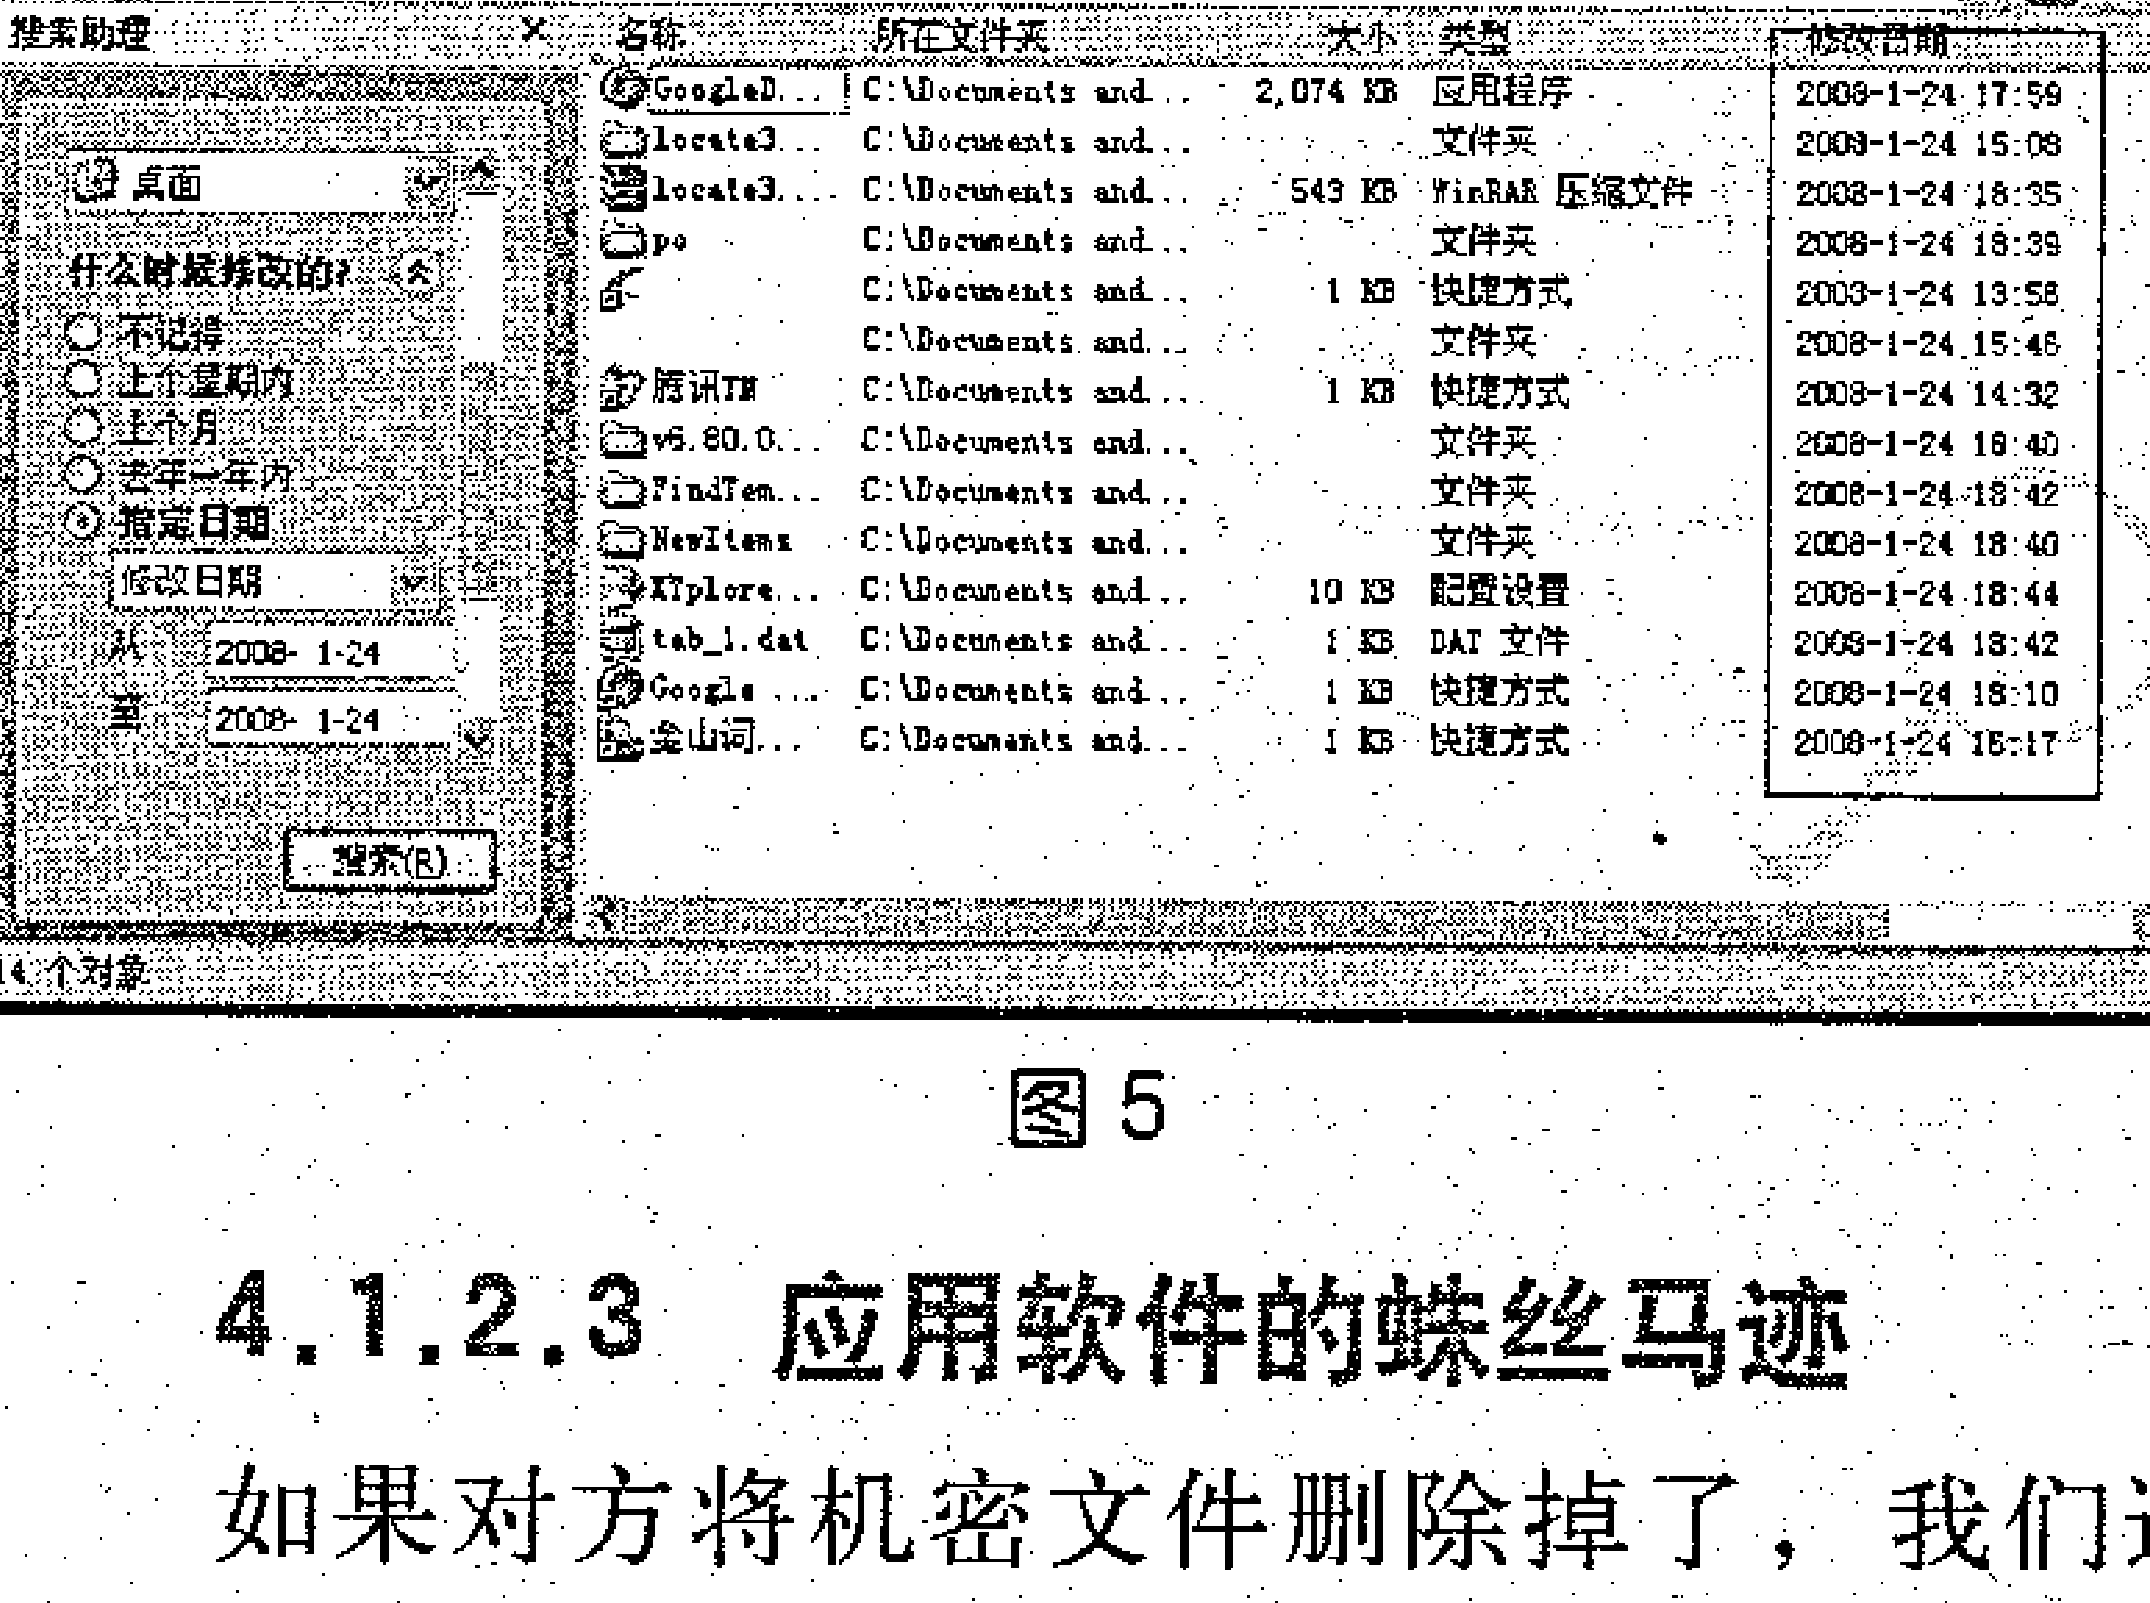 搜索助理
桌面
什么时候修改的?
不记得
上个星期内
上个月
去年一年内
指定日期
修改日期
从 2008- 1-24
至 2008- 1-24
搜索(R)
名称 所在文件夹 大小 类型 修改日期
GoogleD... C:\Documents and... 2,074 KB 应用程序 2008-1-24 17:59
locate3... C:\Documents and... 文件夹 2008-1-24 15:08
locate3... C:\Documents and... 543 KB WinRAR 压缩文件 2008-1-24 18:35
po C:\Documents and... 文件夹 2008-1-24 18:39
C:\Documents and... 1 KB 快捷方式 2008-1-24 13:58
C:\Documents and... 文件夹 2008-1-24 15:46
腾讯TM C:\Documents and... 1 KB 快捷方式 2008-1-24 14:32
v6.80.0... C:\Documents and... 文件夹 2008-1-24 18:40
FindTem... C:\Documents and... 文件夹 2008-1-24 18:42
NewItems C:\Documents and... 文件夹 2008-1-24 18:40
XTplore... C:\Documents and... 10 KB 配置设置 2008-1-24 18:44
tab_1.dat C:\Documents and... 1 KB DAT 文件 2008-1-24 18:42
Google ... C:\Documents and... 1 KB 快捷方式 2008-1-24 18:10
金山词... C:\Documents and... 1 KB 快捷方式 2008-1-24 16:17
14 个对象
图 5
4.1.2.3 应用软件的蛛丝马迹
如果对方将机密文件删除掉了，我们